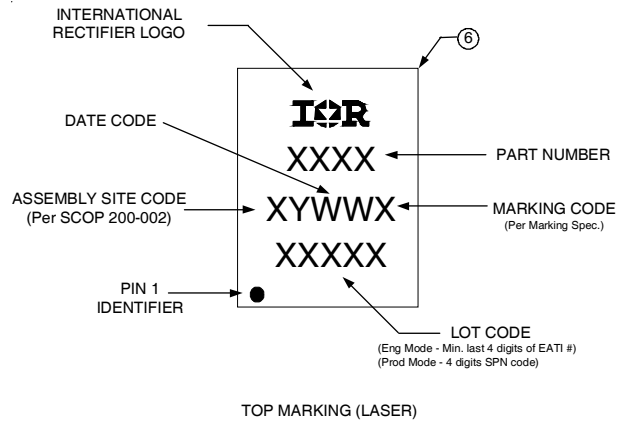 INTERNATIONAL
RECTIFIER LOGO
6
IOR
DATE CODE
XXXX
PART NUMBER
ASSEMBLY SITE CODE
(Per SCOP 200-002)
XYWWX
MARKING CODE
(Per Marking Spec.)
XXXXX
PIN 1
IDENTIFIER
LOT CODE
(Eng Mode - Min. last 4 digits of EATI #)
(Prod Mode - 4 digits SPN code)
TOP MARKING (LASER)